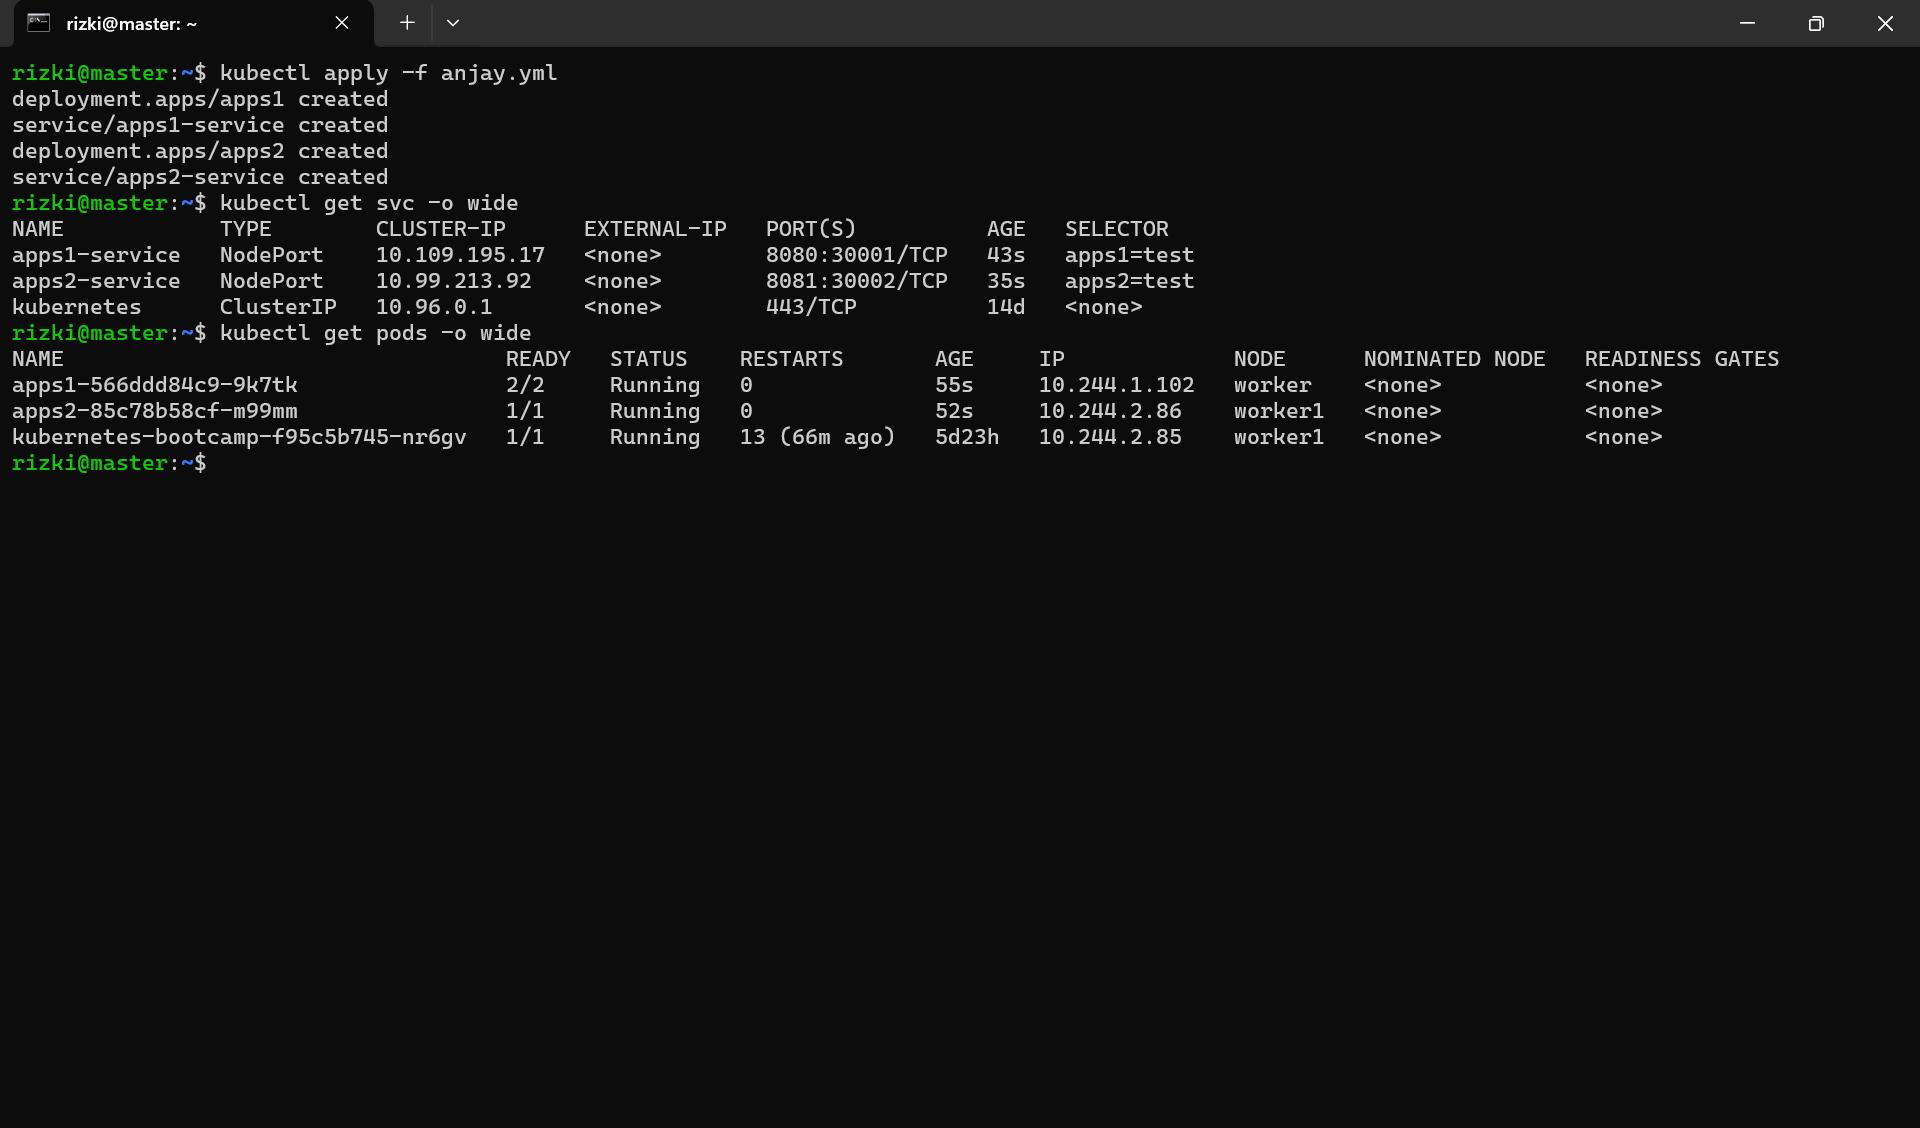 rizki@master: ~
rizki@master:~$ kubectl apply -f anjay.yml
deployment.apps/apps1 created
service/apps1-service created
deployment.apps/apps2 created
service/apps2-service created
rizki@master:~$ kubectl get svc -o wide
NAME            TYPE        CLUSTER-IP      EXTERNAL-IP   PORT(S)          AGE   SELECTOR
apps1-service   NodePort    10.109.195.17   <none>        8080:30001/TCP   43s   apps1=test
apps2-service   NodePort    10.99.213.92    <none>        8081:30002/TCP   35s   apps2=test
kubernetes      ClusterIP   10.96.0.1       <none>        443/TCP          14d   <none>
rizki@master:~$ kubectl get pods -o wide
NAME                                  READY   STATUS    RESTARTS       AGE     IP             NODE      NOMINATED NODE   READINESS GATES
apps1-566ddd84c9-9k7tk                2/2     Running   0              55s     10.244.1.102   worker    <none>           <none>
apps2-85c78b58cf-m99mm                1/1     Running   0              52s     10.244.2.86    worker1   <none>           <none>
kubernetes-bootcamp-f95c5b745-nr6gv   1/1     Running   13 (66m ago)   5d23h   10.244.2.85    worker1   <none>           <none>
rizki@master:~$